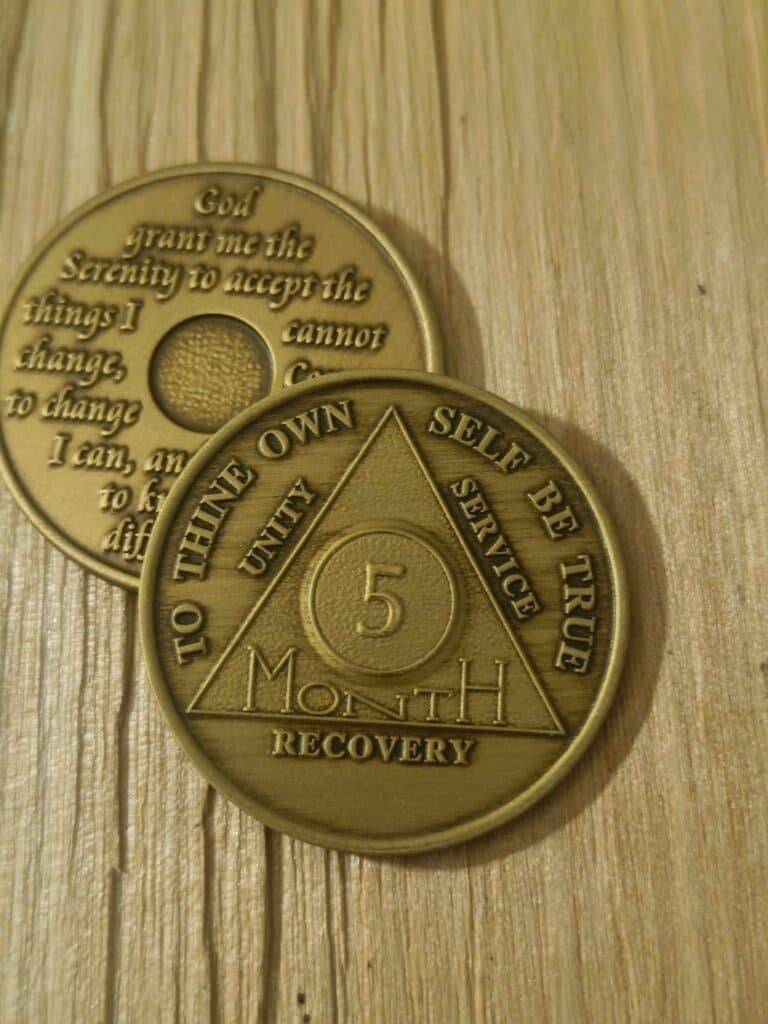 God
grant me the
Serenity to accept the
things I cannot
change,
to change
I can,
to
TO THINE OWN SELF BE TRUE
UNITY
SERVICE
5
MONTH
RECOVERY